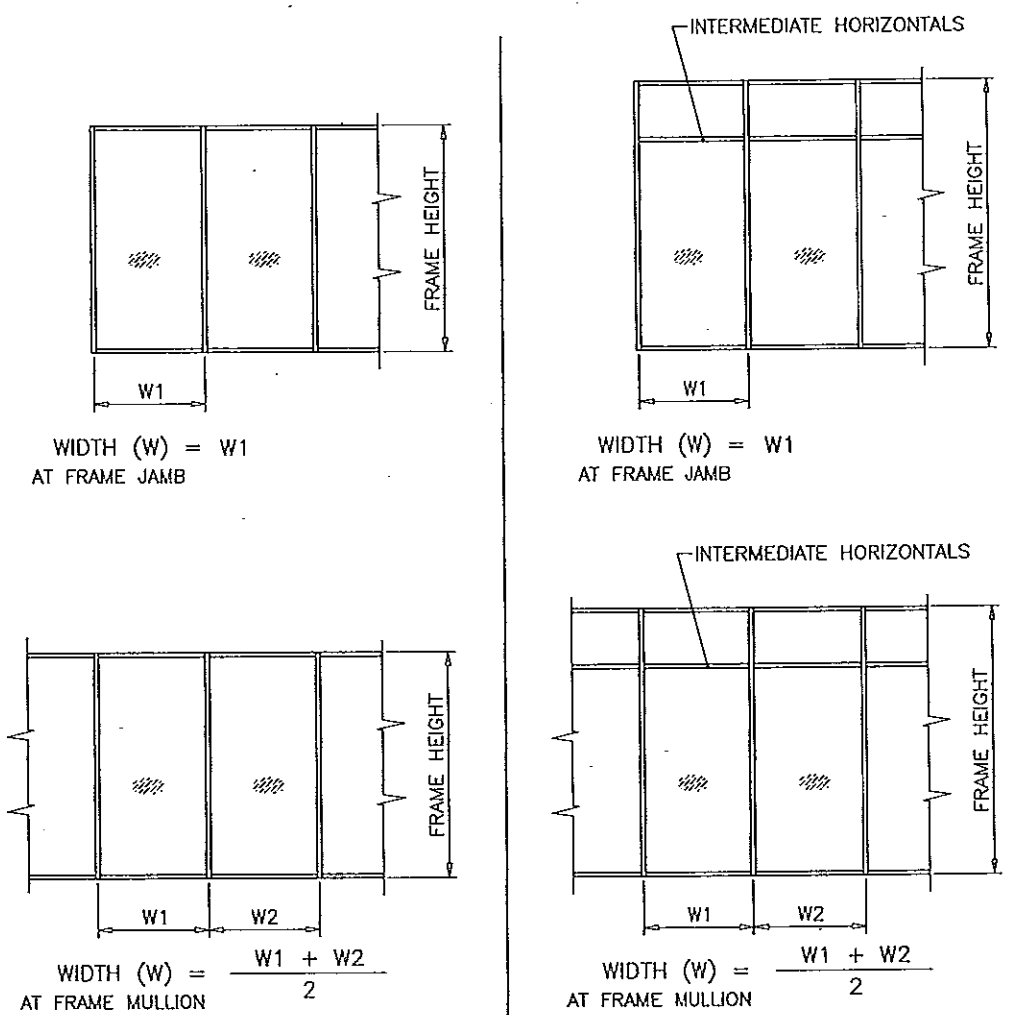 FRAME HEIGHT
W1
WIDTH (W) = W1
AT FRAME JAMB
INTERMEDIATE HORIZONTALS
FRAME HEIGHT
W1
WIDTH (W) = W1
AT FRAME JAMB
FRAME HEIGHT
W1 W2
WIDTH (W) = W1 + W2
2
AT FRAME MULLION
INTERMEDIATE HORIZONTALS
FRAME HEIGHT
W1 W2
WIDTH (W) = W1 + W2
2
AT FRAME MULLION